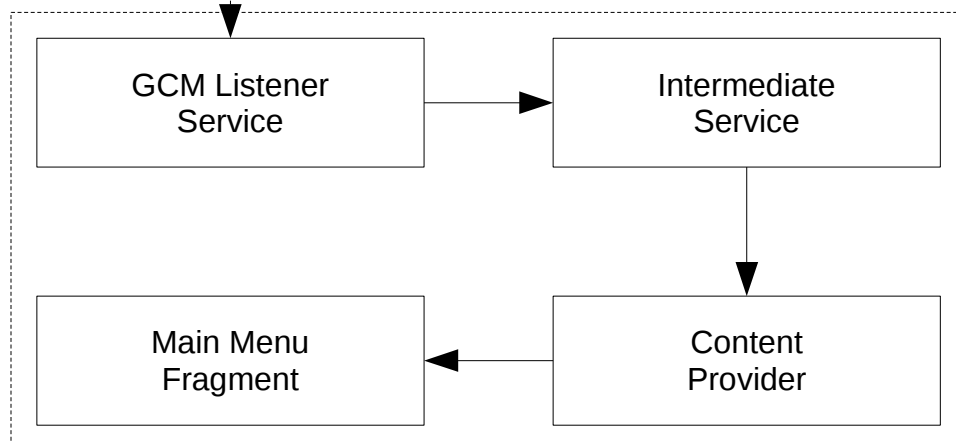 GCM Listener
Service
Intermediate
Service
Main Menu
Fragment
Content
Provider